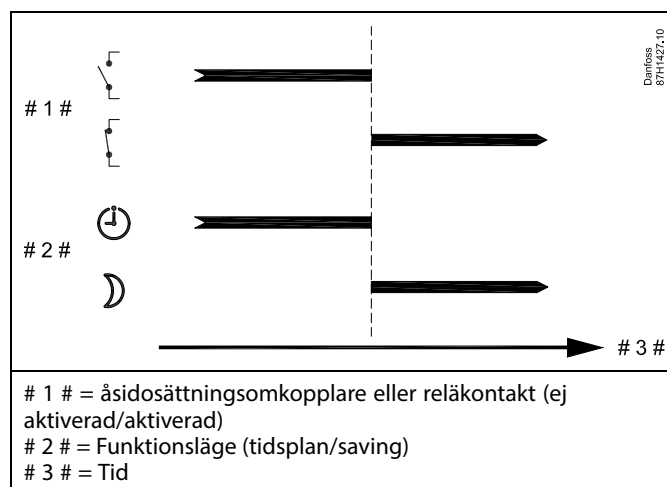 Danfoss
87H1427.10
# 1 #
# 2 #
# 3 #
# 1 # = åsidosättningsomkopplare eller reläkontakt (ej
aktiverad/aktiverad)
# 2 # = Funktionsläge (tidsplan/saving)
# 3 # = Tid